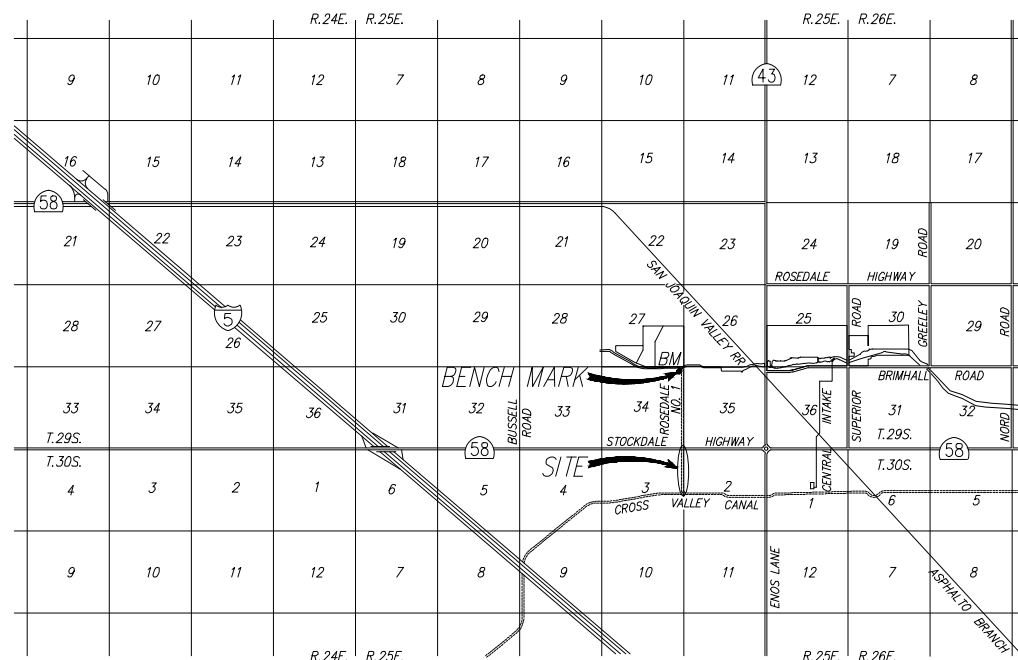 R.24E. R.25E. R.25E. R.26E.
9 10 11 12 7 8 9 10 11 43 12 7 8
16 15 14 13 18 17 16 15 14 13 18 17
58
21 22 23 24 19 20 21 22 23 24 19 ROAD 20
SAN JOAQUIN VALLEY RR
ROSEDALE HIGHWAY
28 27 5 26 25 30 29 28 27 26 25 ROAD 30 GREELEY 29 ROAD
BM
BENCH MARK
BRIMHALL ROAD
33 34 35 36 31 32 BUSSELL ROAD 33 34 ROSEDALE NO. 1 35 36 INTAKE SUPERIOR 31 32 NORD
T.29S. 58 STOCKDALE HIGHWAY T.29S. 58
T.30S. SITE CENTRAL T.30S.
4 3 2 1 6 5 4 3 2 1 6 5
CROSS VALLEY CANAL
9 10 11 12 7 8 9 10 11 ENOS LANE 12 7 8
ASPHALTO BRANCH
R.24E. R.25E. R.25E. R.26E.